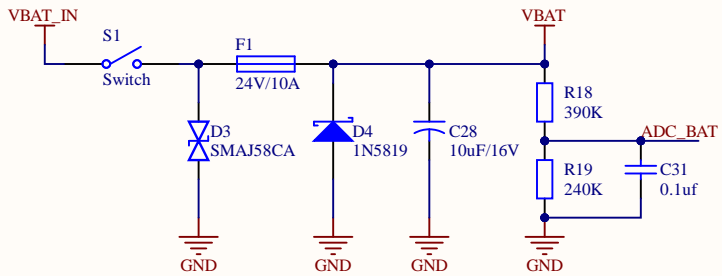 VBAT_IN
VBAT
S1
F1
Switch
24V/10A
R18
390K
ADC_BAT
D3
SMAJ58CA
D4
1N5819
C28
10uF/16V
R19
240K
C31
0.1uf
GND
GND
GND
GND